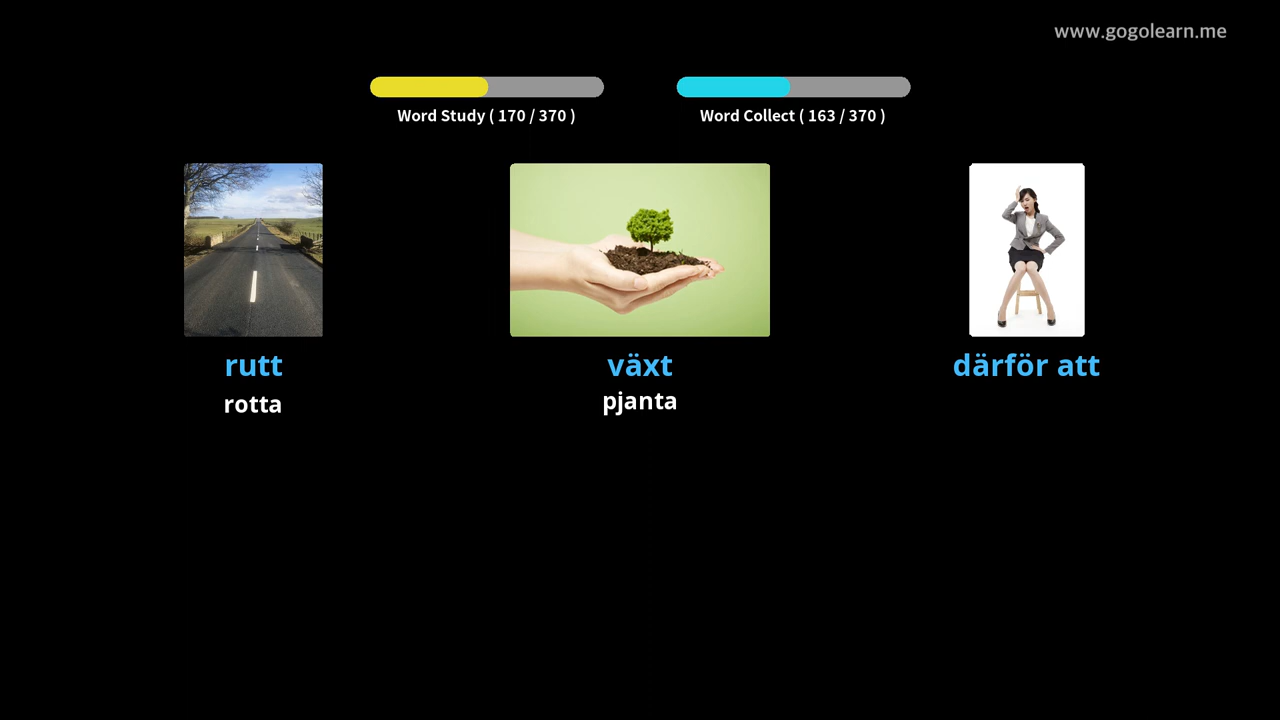 www.gogolearn.me
Word Study ( 170 / 370 )
Word Collect ( 163 / 370 )
rutt
rotta
växt
pjanta
därför att